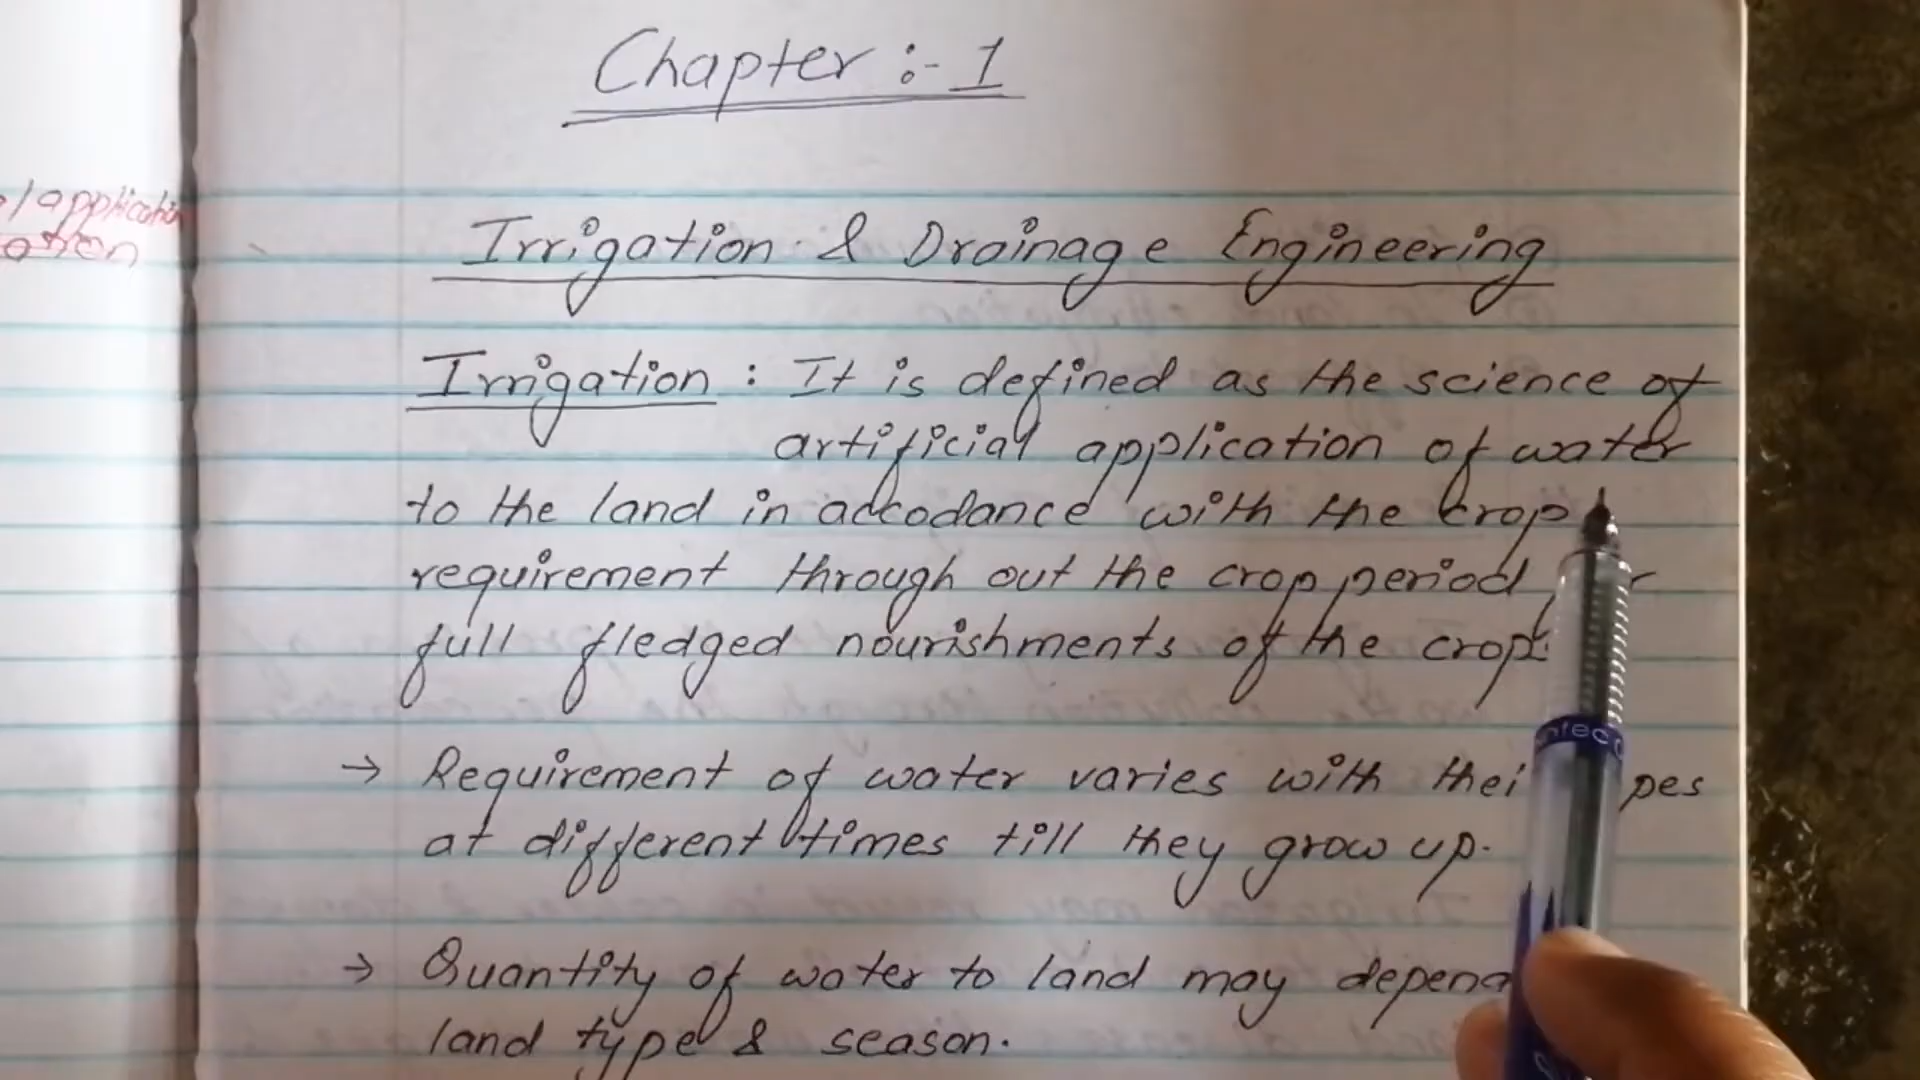 Chapter :- 1
/application
Irrigation & Drainage Engineering
Irrigation : It is defined as the science of
artificial application of water
to the land in accodance with the crop
requirement through out the crop period
full fledged nourishments of the crop.
→ Requirement of water varies with
at different times till they grow up.
→ Quantity of water to land may
land type & season.